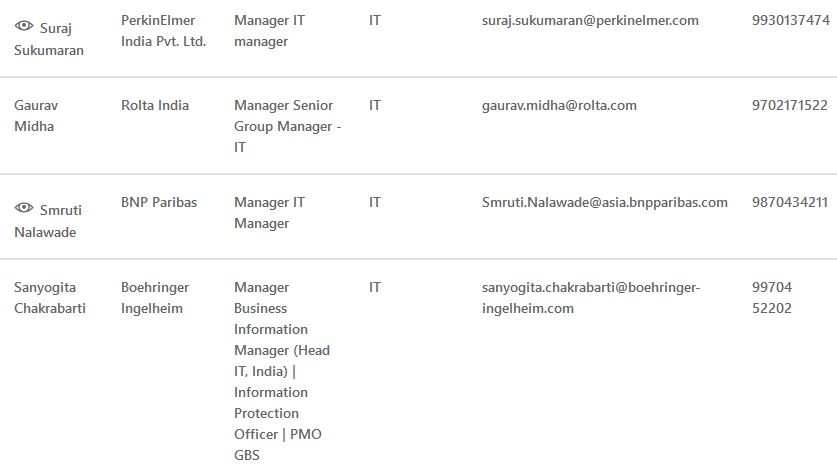 Suraj
Sukumaran
PerkinElmer
India Pvt. Ltd.
Manager IT
manager
IT
suraj.sukumaran@perkinelmer.com
9930137474
Gaurav
Midha
Rolta India
Manager Senior
Group Manager -
IT
IT
gaurav.midha@rolta.com
9702171522
Smruti
Nalawade
BNP Paribas
Manager IT
Manager
IT
Smruti.Nalawade@asia.bnpparibas.com
9870434211
Sanyogita
Chakrabarti
Boehringer
Ingelheim
Manager
Business
Information
Manager (Head
IT, India) |
Information
Protection
Officer | PMO
GBS
IT
sanyogita.chakrabarti@boehringer-
ingelheim.com
99704
52202